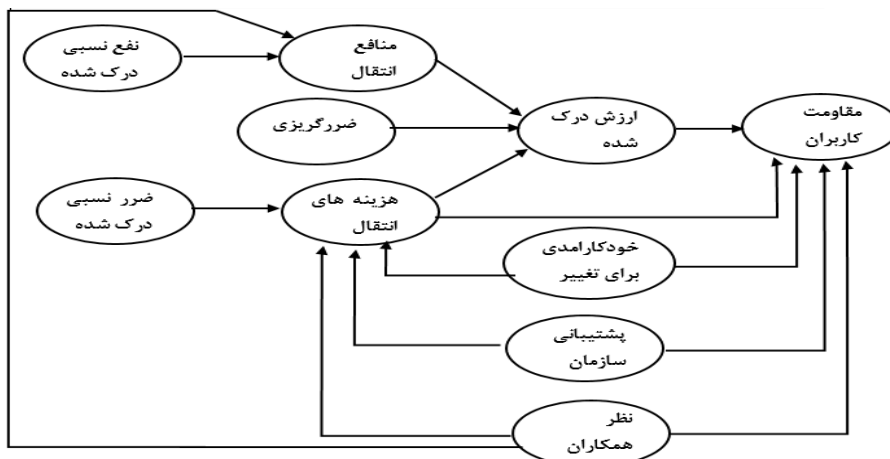 نفع نسبی
درک شده
منافع
انتقال
ضررگریزی
ارزش درک
شده
مقاومت
کاربران
ضرر نسبی
درک شده
هزینه های
انتقال
خودکارامدی
برای تغییر
پشتیبانی
سازمان
نظر
همکاران